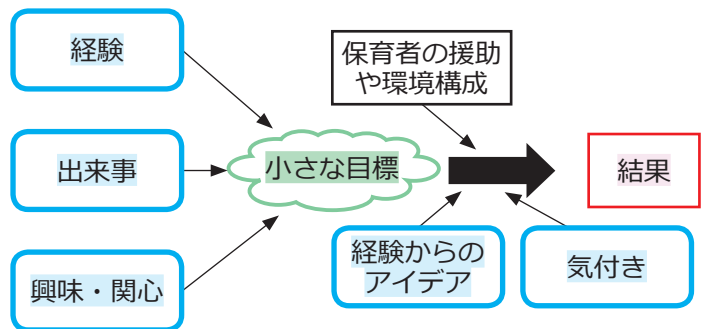 経験
出来事
興味・関心
小さな目標
保育者の援助
や環境構成
経験からの
アイデア
気付き
結果